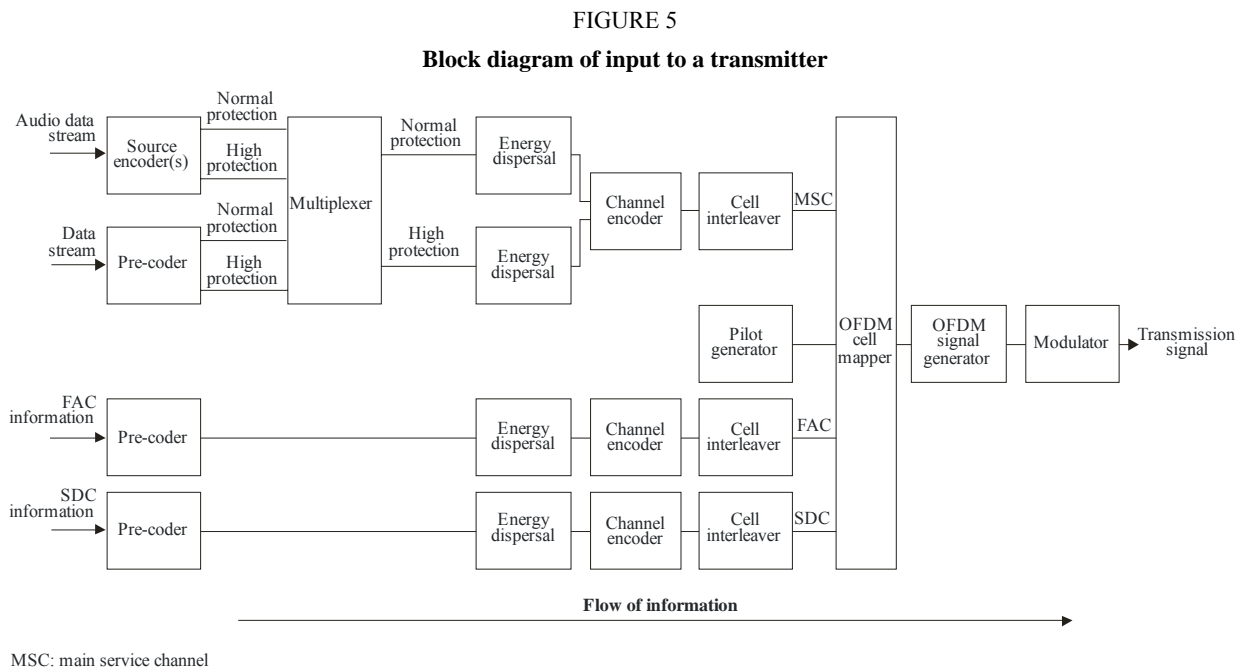 FIGURE 5
Block diagram of input to a transmitter
Audio data
stream
Source
encoder(s)
Normal
protection
High
protection
Data
stream
Pre-coder
Normal
protection
High
protection
Multiplexer
Normal
protection
High
protection
Energy
dispersal
Energy
dispersal
Channel
encoder
Cell
interleaver
MSC
Pilot
generator
OFDM
cell
mapper
OFDM
signal
generator
Modulator
Transmission
signal
FAC
information
Pre-coder
Energy
dispersal
Channel
encoder
Cell
interleaver
FAC
SDC
information
Pre-coder
Energy
dispersal
Channel
encoder
Cell
interleaver
SDC
Flow of information
MSC: main service channel